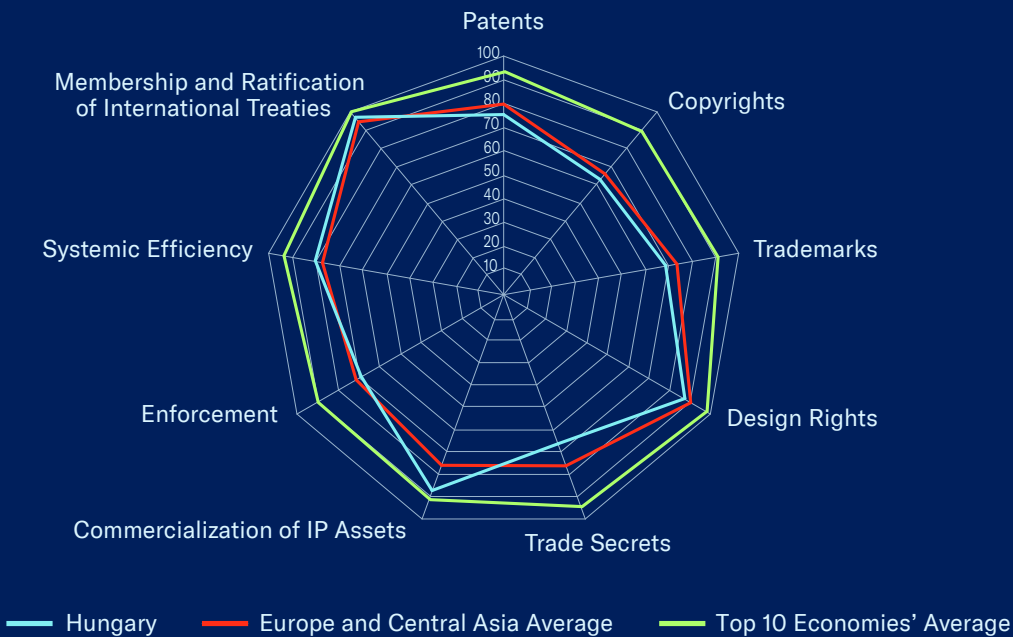 Patents
100
90
80
70
60
50
40
30
20
10
Membership and Ratification
of International Treaties
Copyrights
Systemic Efficiency
Trademarks
Enforcement
Design Rights
Commercialization of IP Assets
Trade Secrets
Hungary
Europe and Central Asia Average
Top 10 Economies’ Average